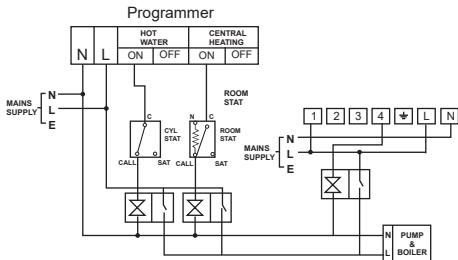 Programmer
HOT WATER
CENTRAL HEATING
N L ON OFF ON OFF
MAINS SUPPLY
N
L
E
ROOM STAT
C
CYL STAT
CALL SAT
N C
ROOM STAT
CALL SAT
1 2 3 4 L N
MAINS SUPPLY
N
L
E
N
L
PUMP & BOILER